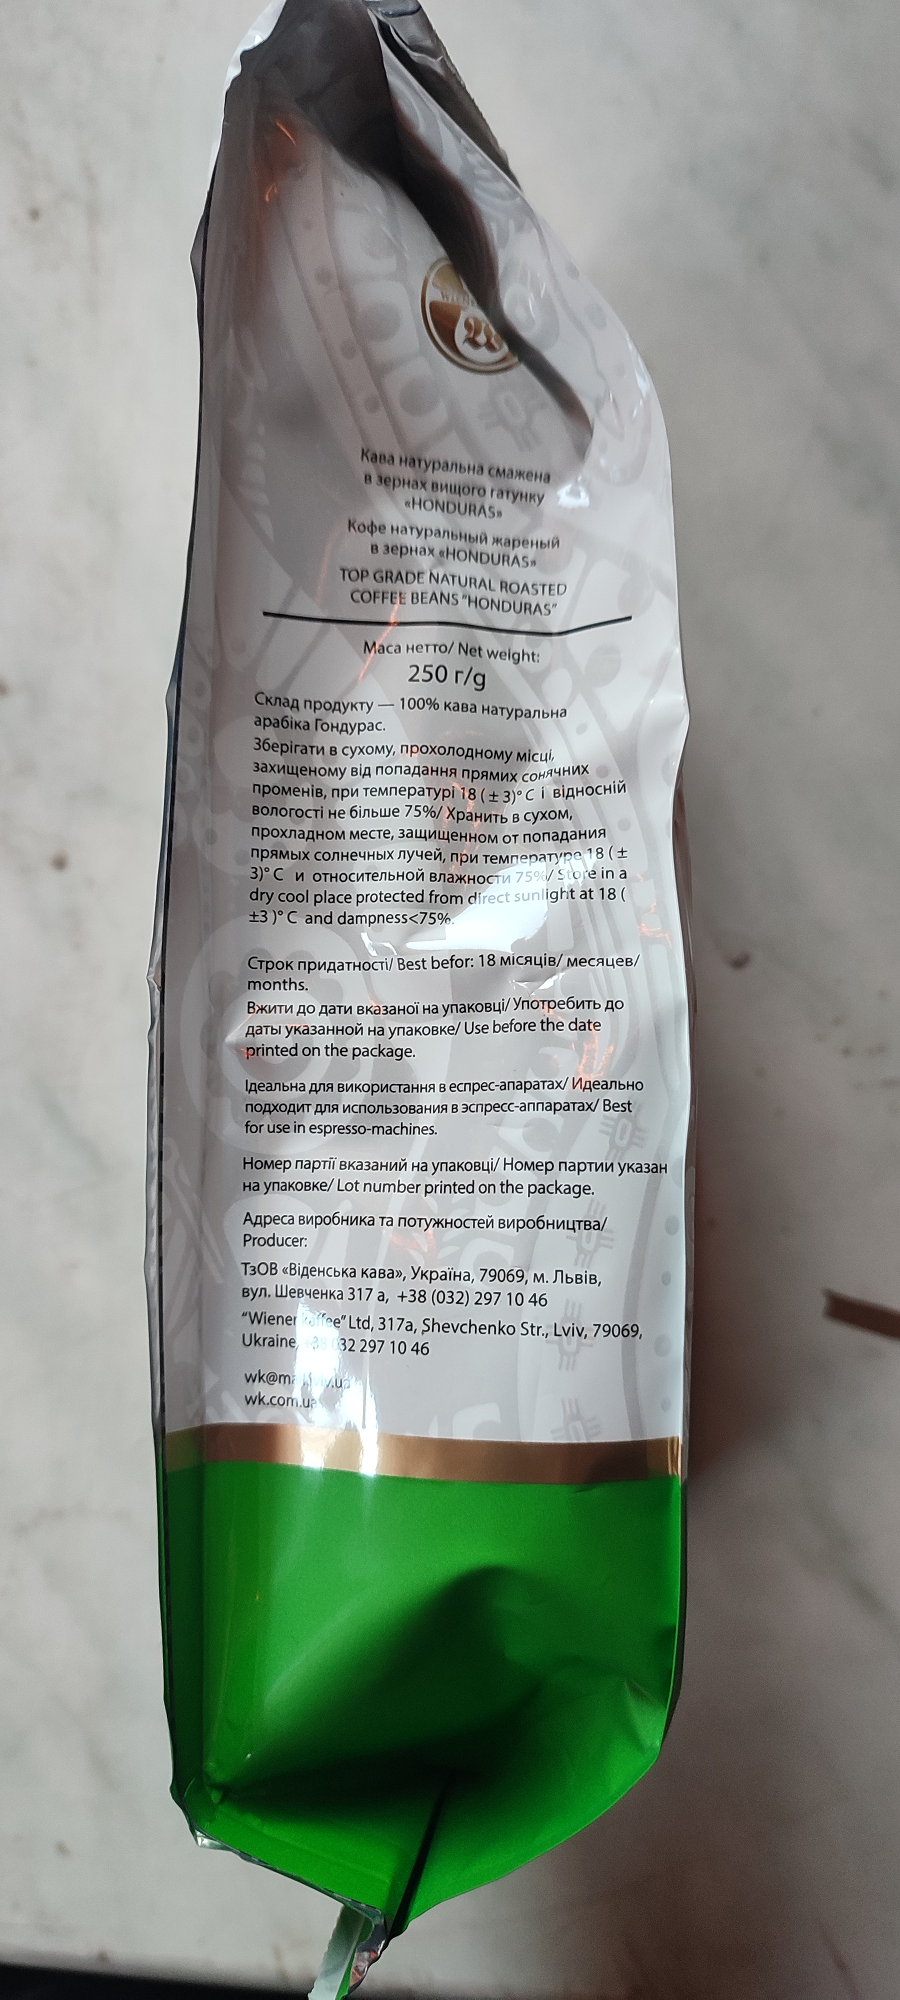 Кава натуральна смажена
в зернах вищого ґатунку
«HONDURAS»
Кофе натуральный жареный
в зернах «HONDURAS»
TOP GRADE NATURAL ROASTED
COFFEE BEANS "HONDURAS"
Маса нетто/ Net weight:
250 г/g
Склад продукту — 100% кава натуральна
арабіка Гондурас.
Зберігати в сухому, прохолодному місці,
захищеному від попадання прямих сонячних
променів, при температурі 18 ( ± 3)° C і відносній
вологості не більше 75%/ Хранить в сухом,
прохладном месте, защищенном от попадания
прямых солнечных лучей, при температуре 18 ( ±
3)° C и относительной влажности 75%/ Store in a
dry cool place protected from direct sunlight at 18 (
±3 )° C and dampness<75%.
Строк придатності/ Best befor: 18 місяців/ месяцев/
months.
Вжити до дати вказаної на упаковці/ Употребить до
даты указанной на упаковке/ Use before the date
printed on the package.
Ідеальна для використання в еспрес-апаратах/ Идеально
подходит для использования в эспресс-аппаратах/ Best
for use in espresso-machines.
Номер партії вказаний на упаковці/ Номер партии указан
на упаковке/ Lot number printed on the package.
Адреса виробника та потужностей виробництва/
Producer:
ТзОВ «Віденська кава», Україна, 79069, м. Львів,
вул. Шевченка 317 а, +38 (032) 297 10 46
"Wiener kaffee" Ltd, 317a, Shevchenko Str., Lviv, 79069,
Ukraine, +38 032 297 10 46
wk.com.ua